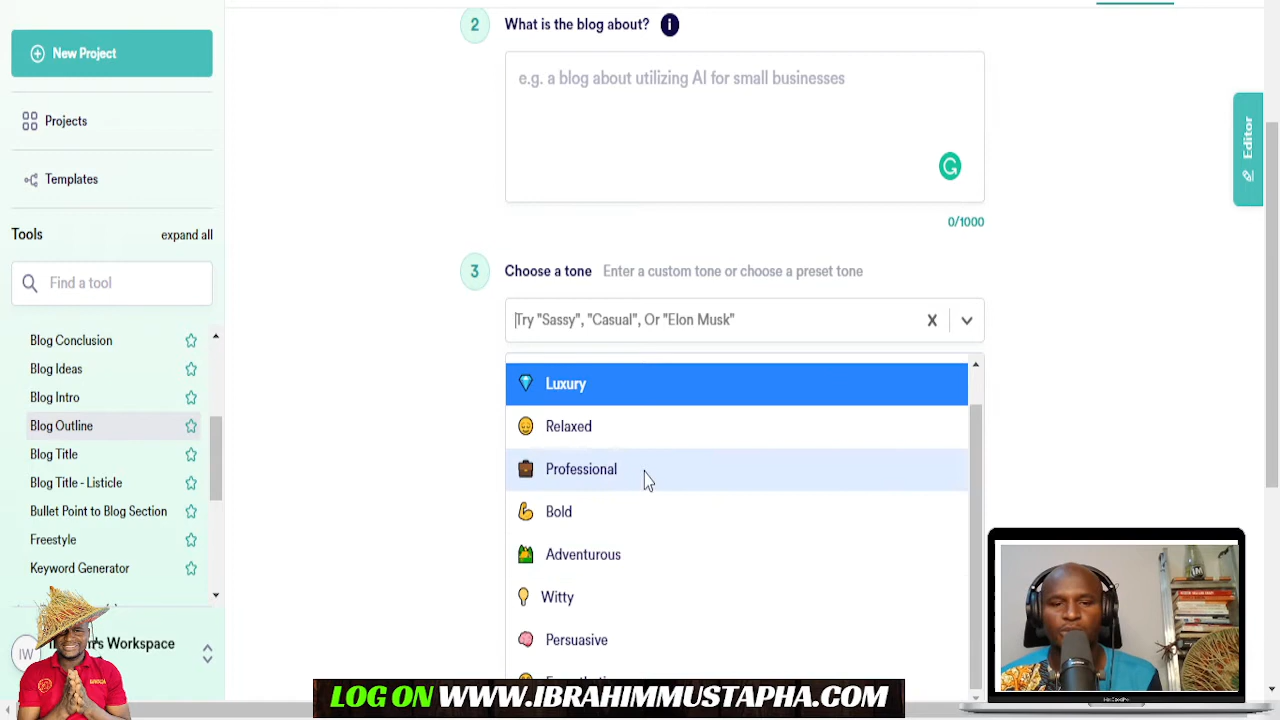 New Project
Projects
Templates
Tools expand all
Find a tool
Blog Conclusion
Blog Ideas
Blog Intro
Blog Outline
Blog Title
Blog Title - Listicle
Bullet Point to Blog Section
Freestyle
Keyword Generator
IW
's Workspace
2 What is the blog about? i
e.g. a blog about utilizing AI for small businesses
0/1000
3 Choose a tone Enter a custom tone or choose a preset tone
Try "Sassy", "Casual", Or "Elon Musk" X
Luxury
Relaxed
Professional
Bold
Adventurous
Witty
Persuasive
Editor
LOG ON WWW.IBRAHIMMUSTAPHA.COM